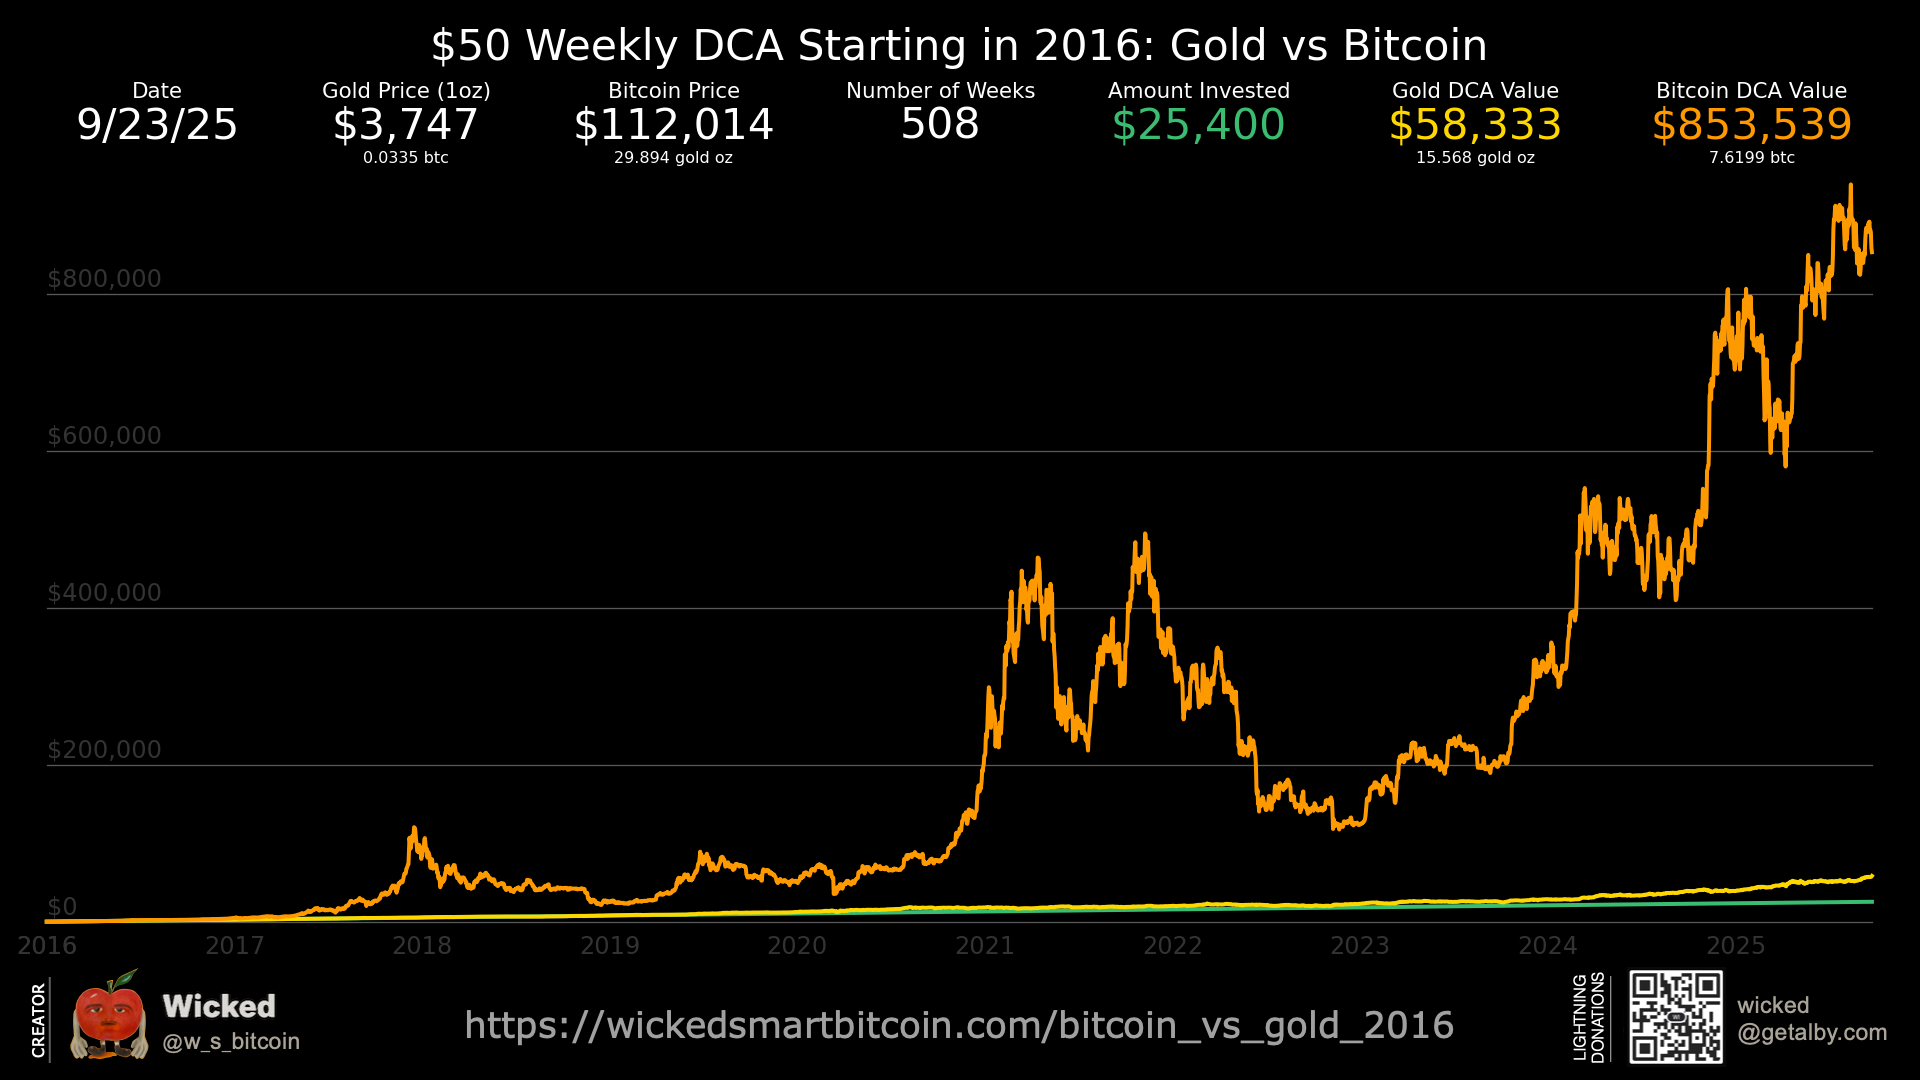 $50 Weekly DCA Starting in 2016: Gold vs Bitcoin
Date
9/23/25
Gold Price (1oz)
$3,747
0.0335 btc
Bitcoin Price
$112,014
29.894 gold oz
Number of Weeks
508
Amount Invested
$25,400
Gold DCA Value
$58,333
15.568 gold oz
Bitcoin DCA Value
$853,539
7.6199 btc
$800,000
$600,000
$400,000
$200,000
$0
2016 2017 2018 2019 2020 2021 2022 2023 2024 2025
CREATOR
Wicked
@w_s_bitcoin
https://wickedsmartbitcoin.com/bitcoin_vs_gold_2016
LIGHTNING
DONATIONS
wicked
@getalby.com